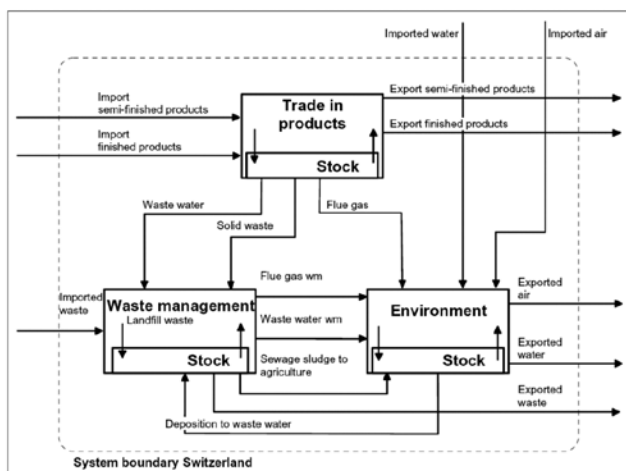 Imported water
Imported air
Import
semi-finished products
Trade in
products
Export semi-finished products
Import
finished products
Export finished products
Stock
Waste water
Solid waste
Flue gas
Flue gas wm
Imported
waste
Waste management
Landfill waste
Waste water wm
Environment
Exported
air
Stock
Sewage sludge to
agriculture
Stock
Exported
water
Exported
waste
Deposition to waste water
System boundary Switzerland